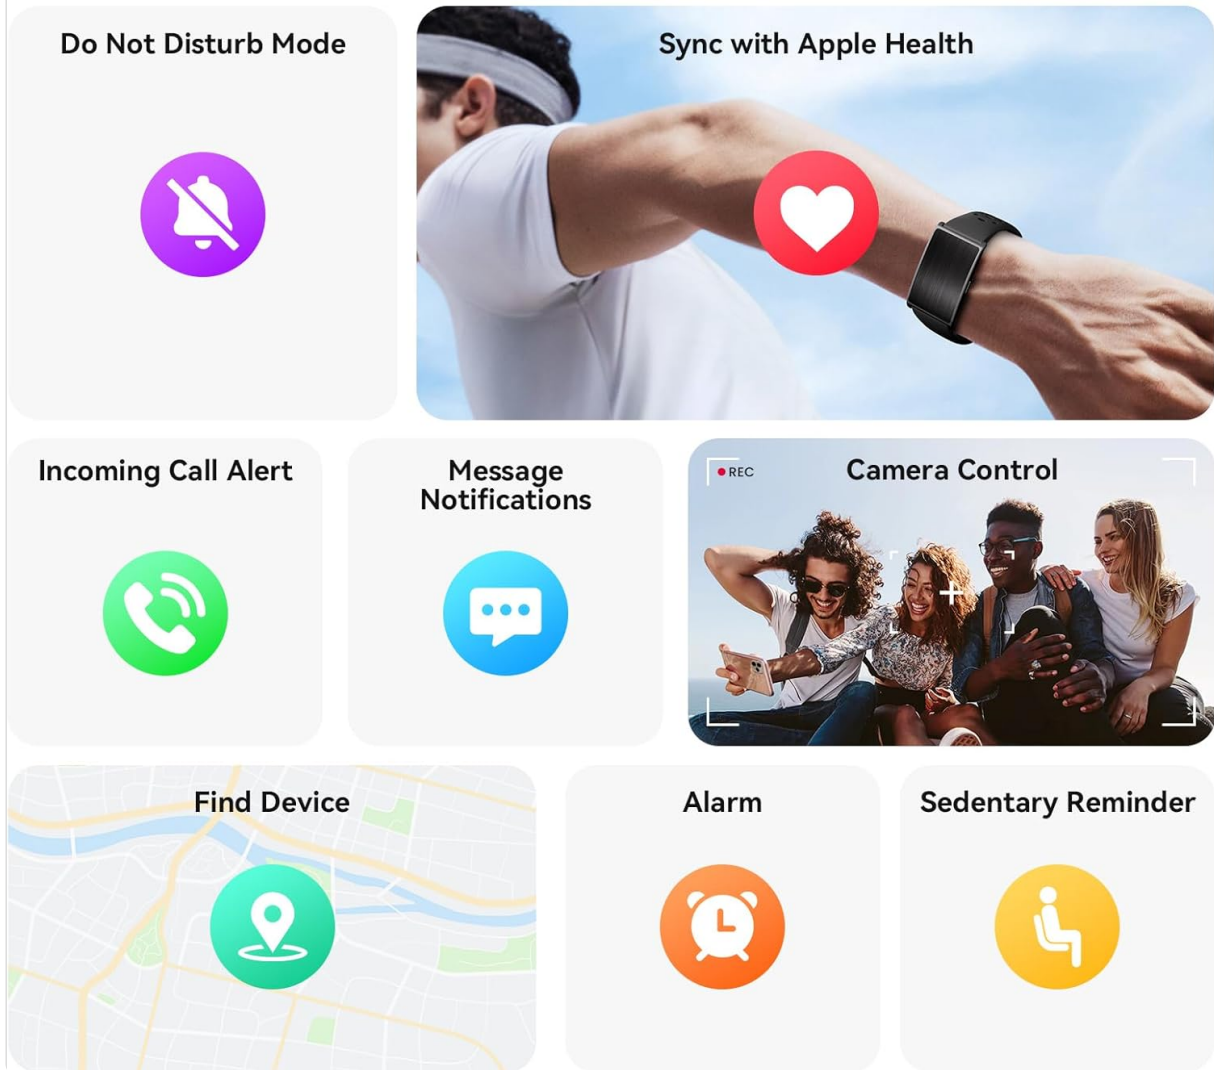 Do Not Disturb Mode
Sync with Apple Health
Incoming Call Alert
Message
Notifications
REC
Camera Control
Find Device
Alarm
Sedentary Reminder